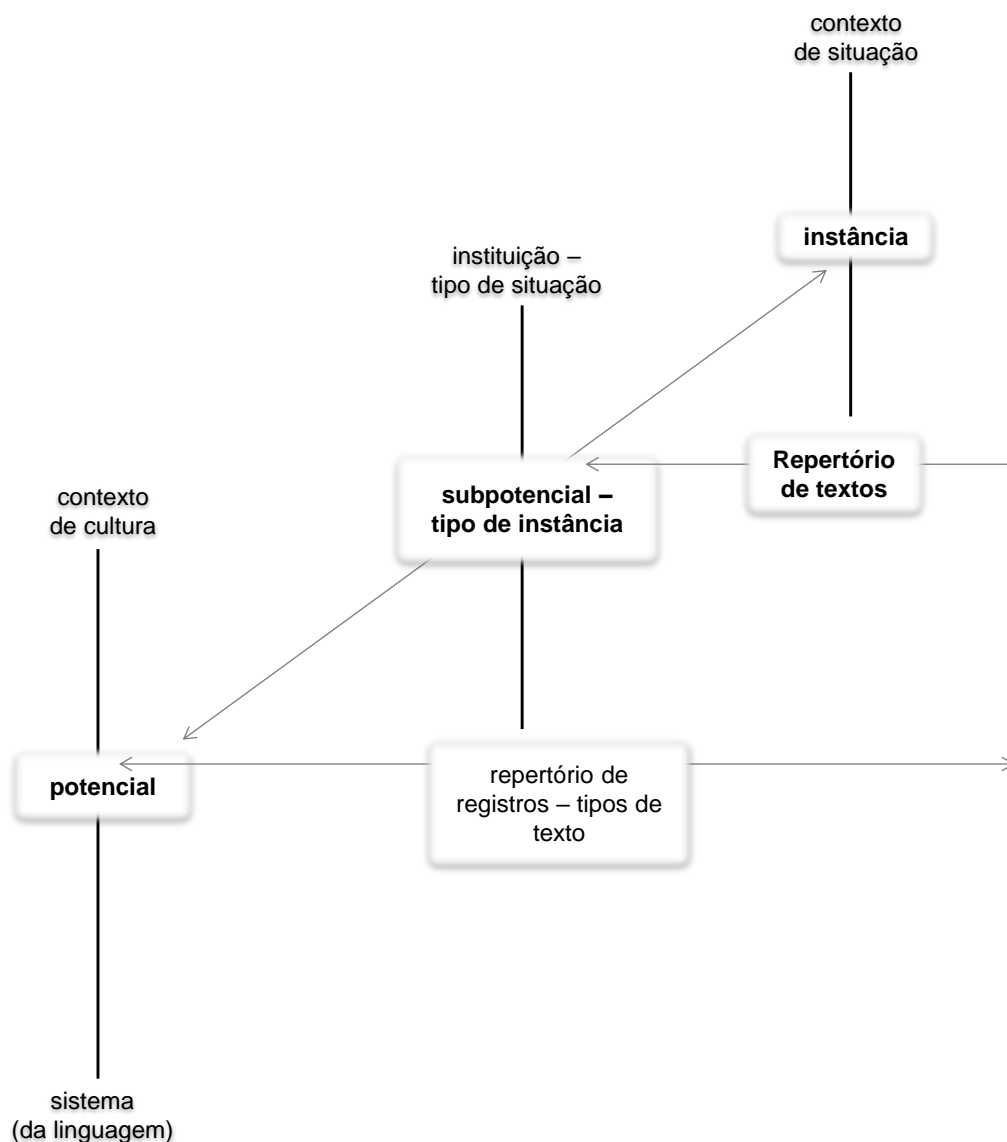 contexto
de situação
instância
instituição –
tipo de situação
Repertório
de textos
subpotencial –
tipo de instância
contexto
de cultura
potencial
repertório de
registros – tipos de
texto
sistema
(da linguagem)